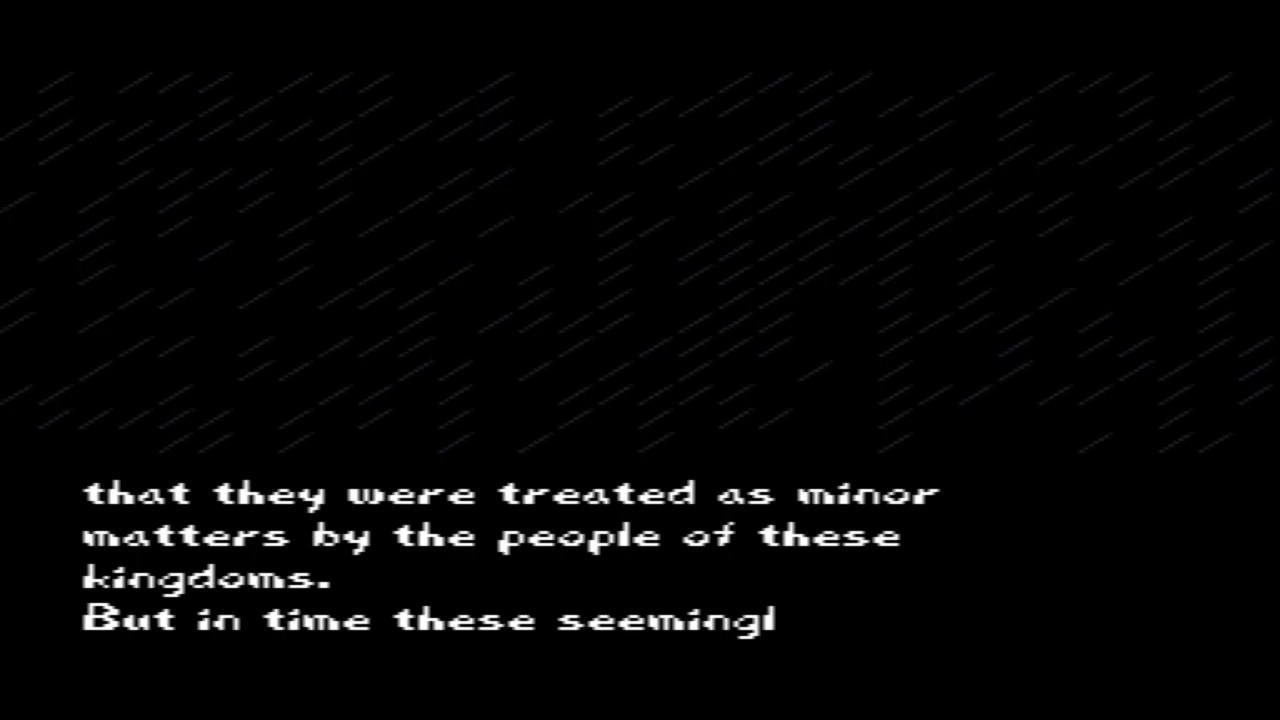 that they were treated as minor
matters by the people of these
kingdoms.
But in time these seemingl